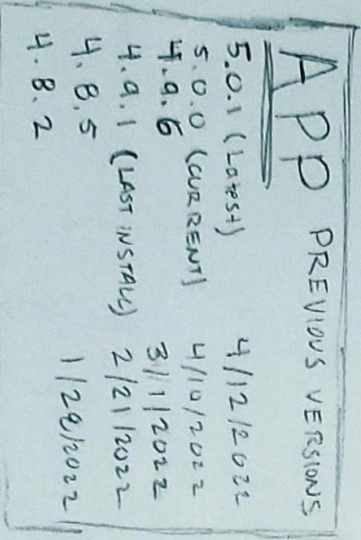 APP PREVIOUS VERSIONS
5.0.1 (Latest) 4/12/2022
5.0.0 (CURRENT) 4/10/2022
4.9.6 3/1/2022
4.9.1 (LAST INSTALL) 2/21/2022
4.8.5 1/29/2022
4.8.2